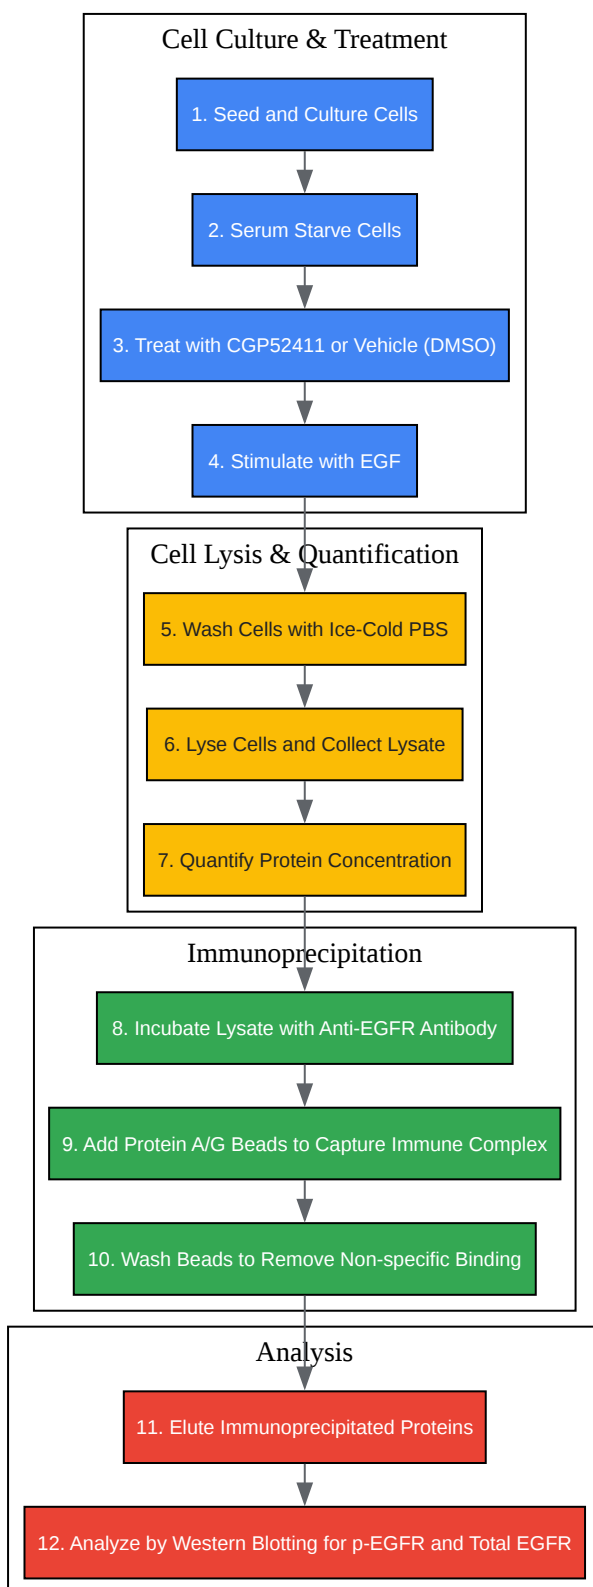 Cell Culture & Treatment
1. Seed and Culture Cells
2. Serum Starve Cells
3. Treat with CGP52411 or Vehicle (DMSO)
4. Stimulate with EGF
Cell Lysis & Quantification
5. Wash Cells with Ice-Cold PBS
6. Lyse Cells and Collect Lysate
7. Quantify Protein Concentration
Immunoprecipitation
8. Incubate Lysate with Anti-EGFR Antibody
9. Add Protein A/G Beads to Capture Immune Complex
10. Wash Beads to Remove Non-specific Binding
Analysis
11. Elute Immunoprecipitated Proteins
12. Analyze by Western Blotting for p-EGFR and Total EGFR